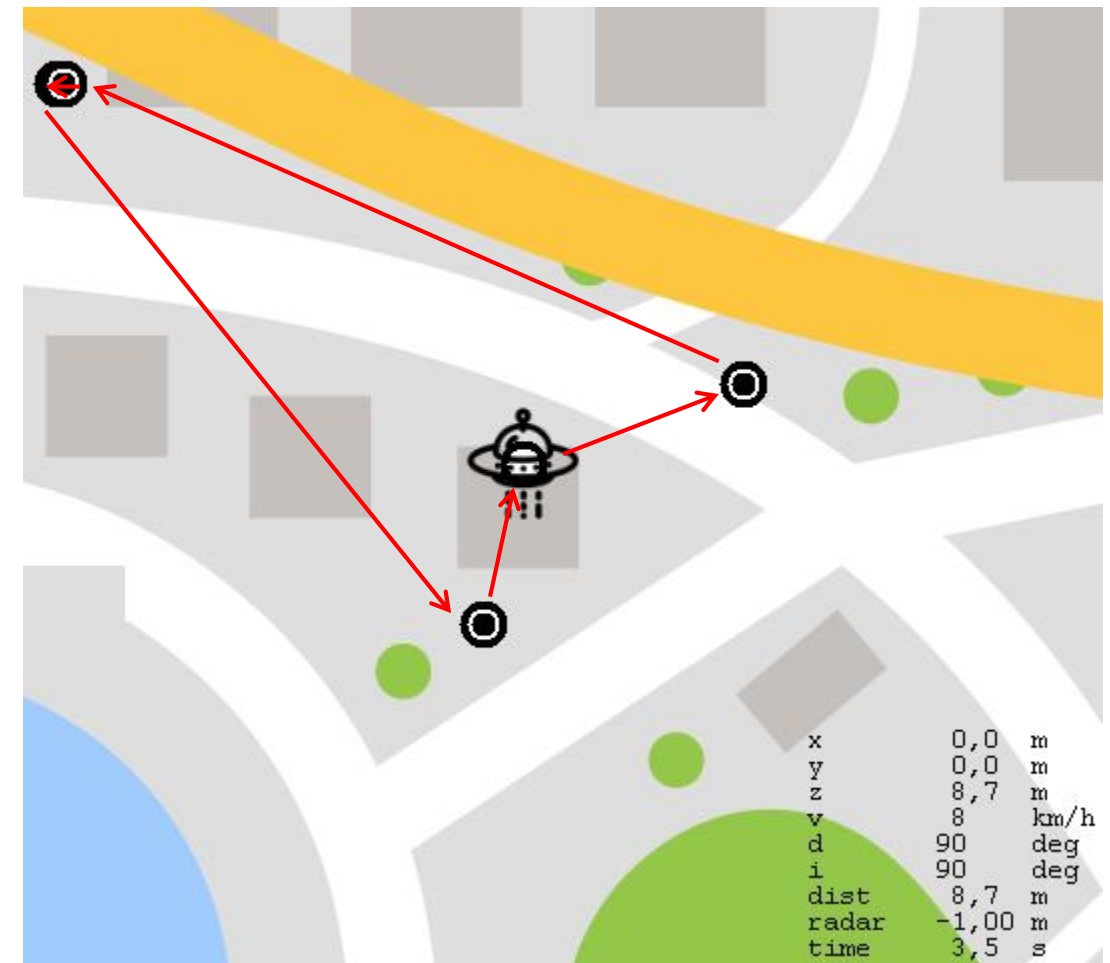 x 0,0 m
y 0,0 m
z 8,7 m
v 8 km/h
d 90 deg
i 90 deg
dist 8,7 m
radar -1,00 m
time 3,5 s